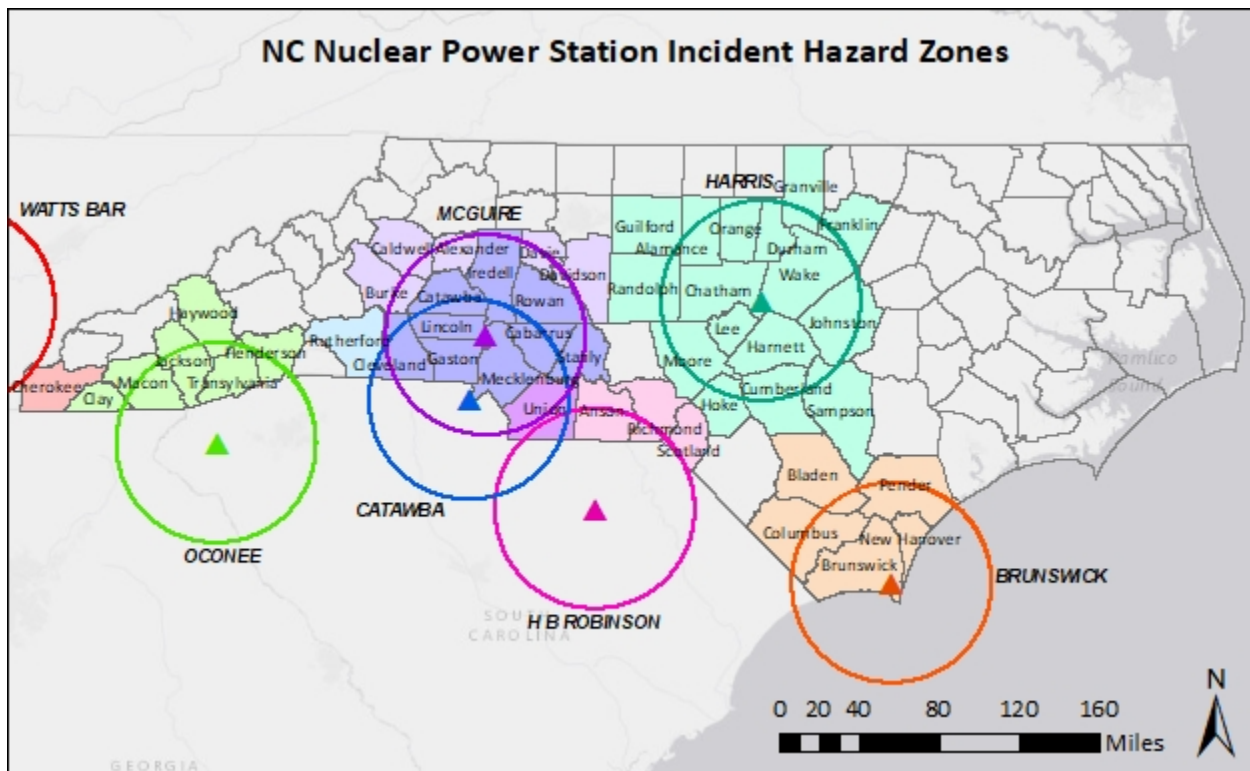 NC Nuclear Power Station Incident Hazard Zones
WATTS BAR
MCGUIRE
HARRIS
Granville
Caldwell
Alexander
Davie
Guilford
Orange
Franklin
Alamance
Durham
Iredell
Davidson
Wake
Burke
Catawba
Rowan
Randolph
Chatham
Haywood
Rutherford
Lincoln
Cabarrus
Lee
Johnston
Jackson
Henderson
Cleveland
Gaston
Stanly
Moore
Harnett
Pamlico
Sound
Cherokee
Macon
Transylvania
Mecklenburg
Cumberland
Clay
Union
Anson
Hoke
Sampson
Richmond
Scotland
Bladen
Pender
CATAWBA
Columbus
New Hanover
OCONEE
Brunswick
BRUNSWICK
SOUTH
CAROLINA
H B ROBINSON
N
0 20 40 80 120 160
Miles
GEORGIA